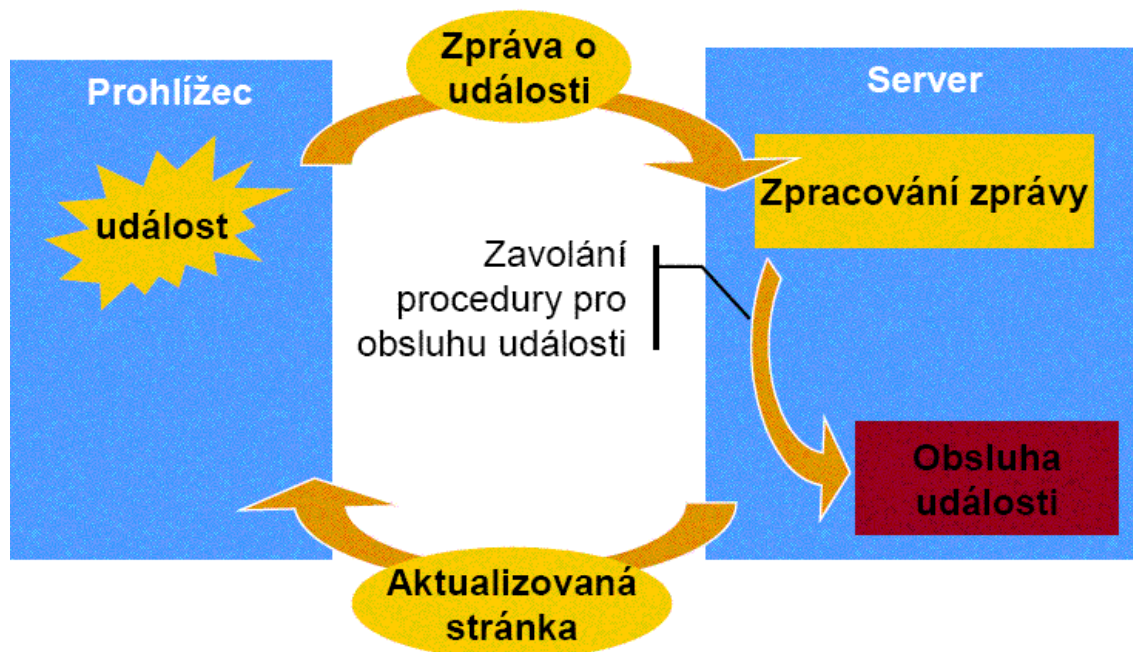 Zpráva o
události
Prohlížec
Server
událost
Zpracování zprávy
Zavolání
procedury pro
obsluhu události
Obsluha
události
Aktualizovaná
stránka